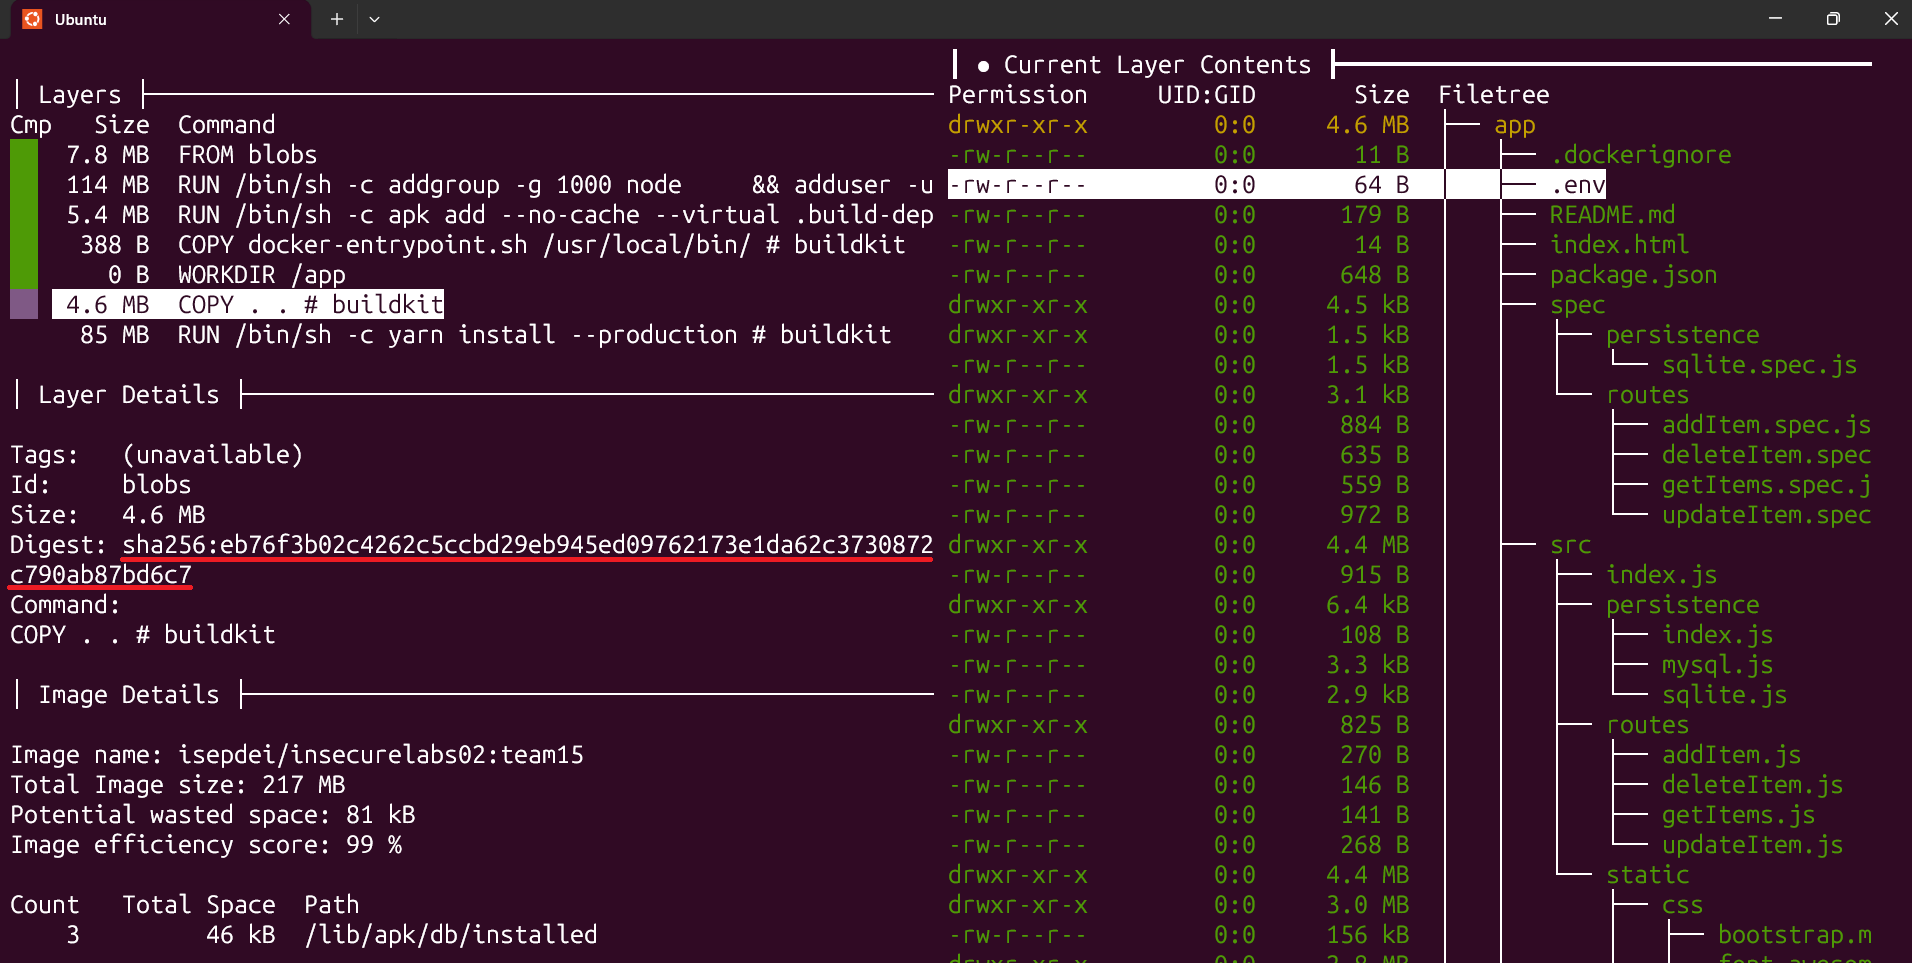 Ubuntu
Layers
Cmp   Size  Command
7.8 MB  FROM blobs
114 MB  RUN /bin/sh -c addgroup -g 1000 node     && adduser -u
5.4 MB  RUN /bin/sh -c apk add --no-cache --virtual .build-dep
388 B  COPY docker-entrypoint.sh /usr/local/bin/ # buildkit
0 B  WORKDIR /app
4.6 MB  COPY . . # buildkit
85 MB  RUN /bin/sh -c yarn install --production # buildkit
Layer Details
Tags:   (unavailable)
Id:     blobs
Size:   4.6 MB
Digest: sha256:eb76f3b02c4262c5ccbd29eb945ed09762173e1da62c3730872
c790ab87bd6c7
Command:
COPY . . # buildkit
Image Details
Image name: isepdei/insecurelabs02:team15
Total Image size: 217 MB
Potential wasted space: 81 kB
Image efficiency score: 99 %
Count   Total Space  Path
3         46 kB  /lib/apk/db/installed
● Current Layer Contents
Permission     UID:GID       Size  Filetree
drwxr-xr-x         0:0     4.6 MB  app
-rw-r--r--         0:0       11 B  .dockerignore
-rw-r--r--         0:0       64 B  .env
-rw-r--r--         0:0      179 B  README.md
-rw-r--r--         0:0       14 B  index.html
-rw-r--r--         0:0      648 B  package.json
drwxr-xr-x         0:0     4.5 kB  spec
drwxr-xr-x         0:0     1.5 kB  persistence
-rw-r--r--         0:0     1.5 kB  sqlite.spec.js
drwxr-xr-x         0:0     3.1 kB  routes
-rw-r--r--         0:0      884 B  addItem.spec.js
-rw-r--r--         0:0      635 B  deleteItem.spec
-rw-r--r--         0:0      559 B  getItems.spec.j
-rw-r--r--         0:0      972 B  updateItem.spec
drwxr-xr-x         0:0     4.4 MB  src
-rw-r--r--         0:0      915 B  index.js
drwxr-xr-x         0:0     6.4 kB  persistence
-rw-r--r--         0:0      108 B  index.js
-rw-r--r--         0:0     3.3 kB  mysql.js
-rw-r--r--         0:0     2.9 kB  sqlite.js
drwxr-xr-x         0:0      825 B  routes
-rw-r--r--         0:0      270 B  addItem.js
-rw-r--r--         0:0      146 B  deleteItem.js
-rw-r--r--         0:0      141 B  getItems.js
-rw-r--r--         0:0      268 B  updateItem.js
drwxr-xr-x         0:0     4.4 MB  static
drwxr-xr-x         0:0     3.0 MB  css
-rw-r--r--         0:0     156 kB  bootstrap.m